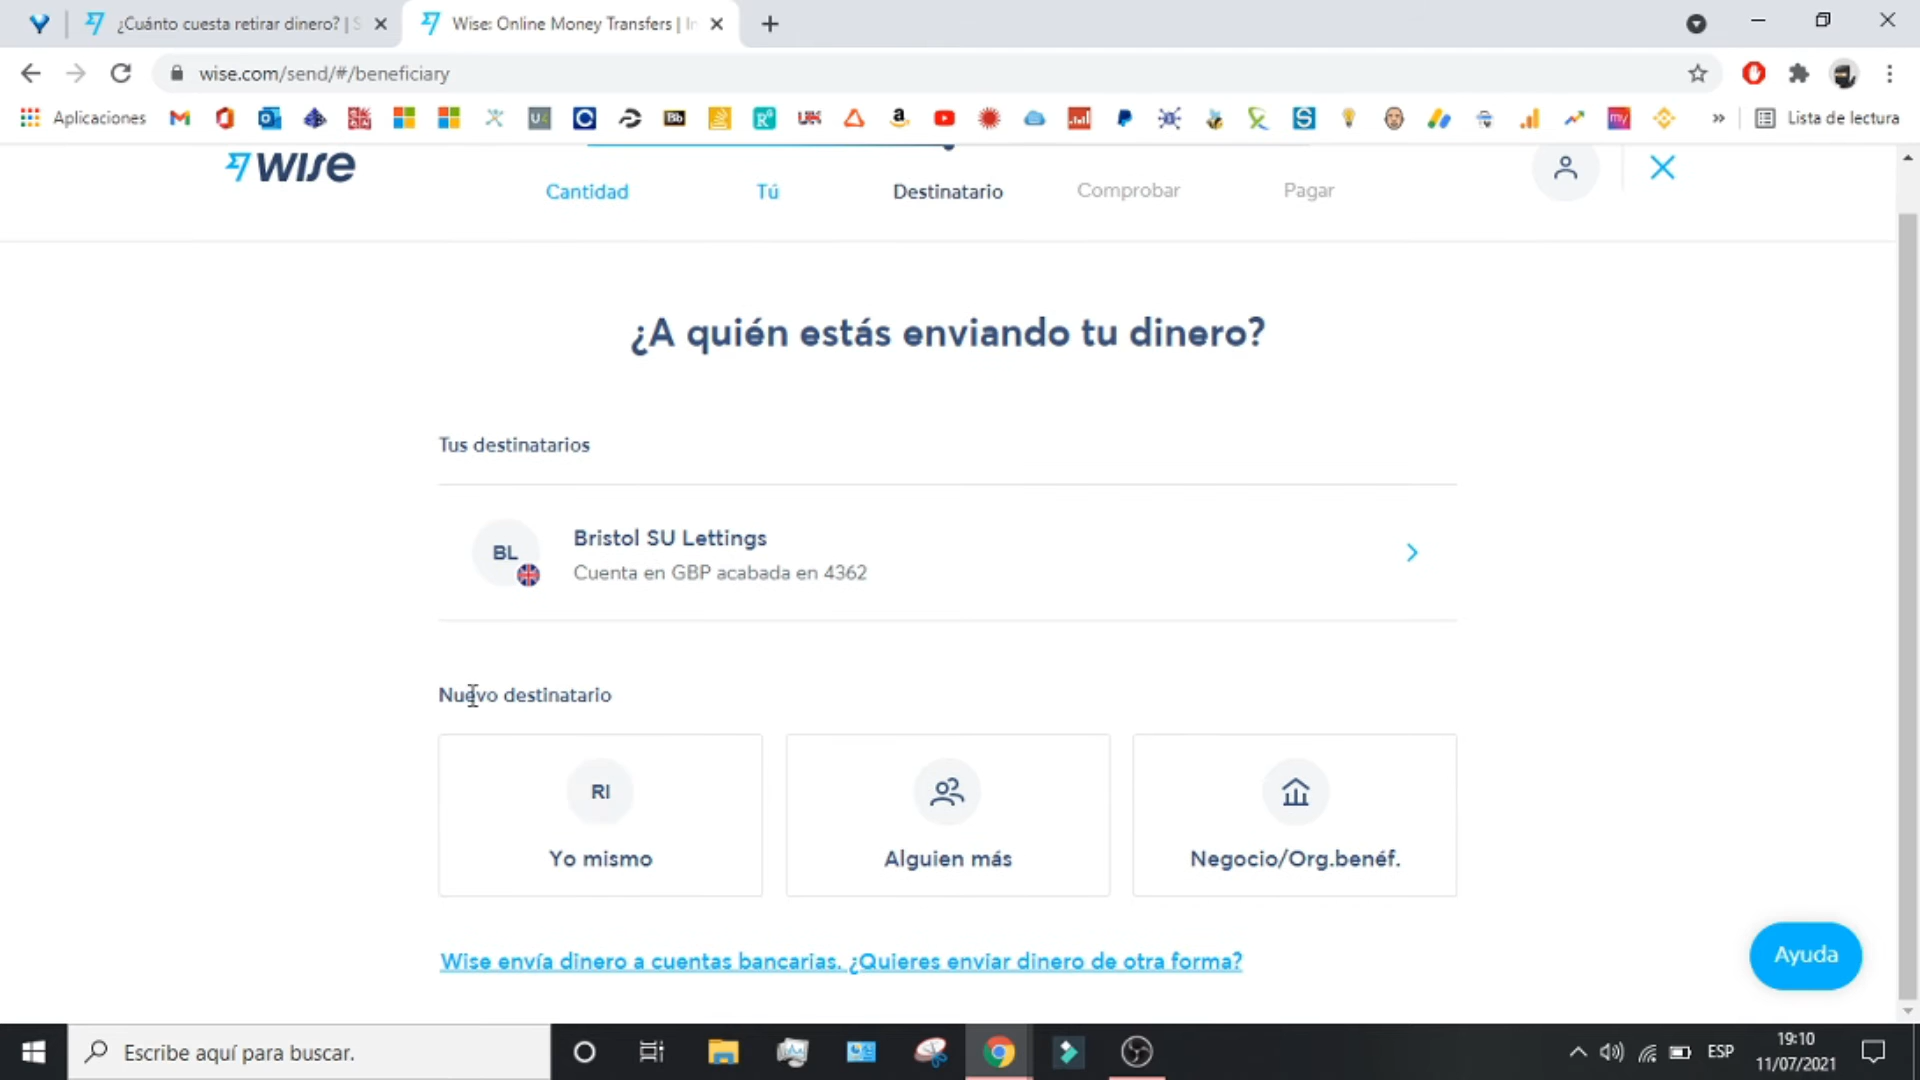 ¿Cuánto cuesta retirar dinero? | S
Wise: Online Money Transfers | In
wise.com/send/#/beneficiary
Aplicaciones
Bb
Lista de lectura
WISE
Cantidad
Tú
Destinatario
Comprobar
Pagar
¿A quién estás enviando tu dinero?
Tus destinatarios
BL
Bristol SU Lettings
Cuenta en GBP acabada en 4362
Nuevo destinatario
RI
Yo mismo
Alguien más
Negocio/Org.benéf.
Wise envía dinero a cuentas bancarias. ¿Quieres enviar dinero de otra forma?
Ayuda
Escribe aquí para buscar.
ESP
19:10
11/07/2021